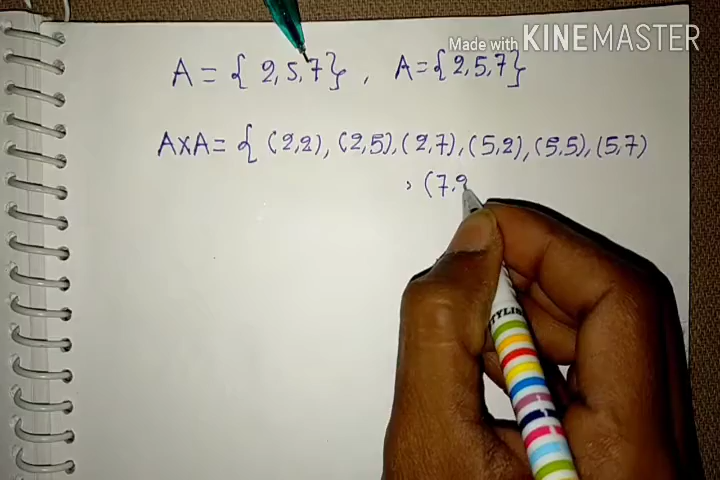 Made with KINEMASTER
A = { 2, 5, 7 } , A = { 2, 5, 7 }
A×A = { (2,2), (2,5), (2,7), (5,2), (5,5), (5,7)
, (7,2